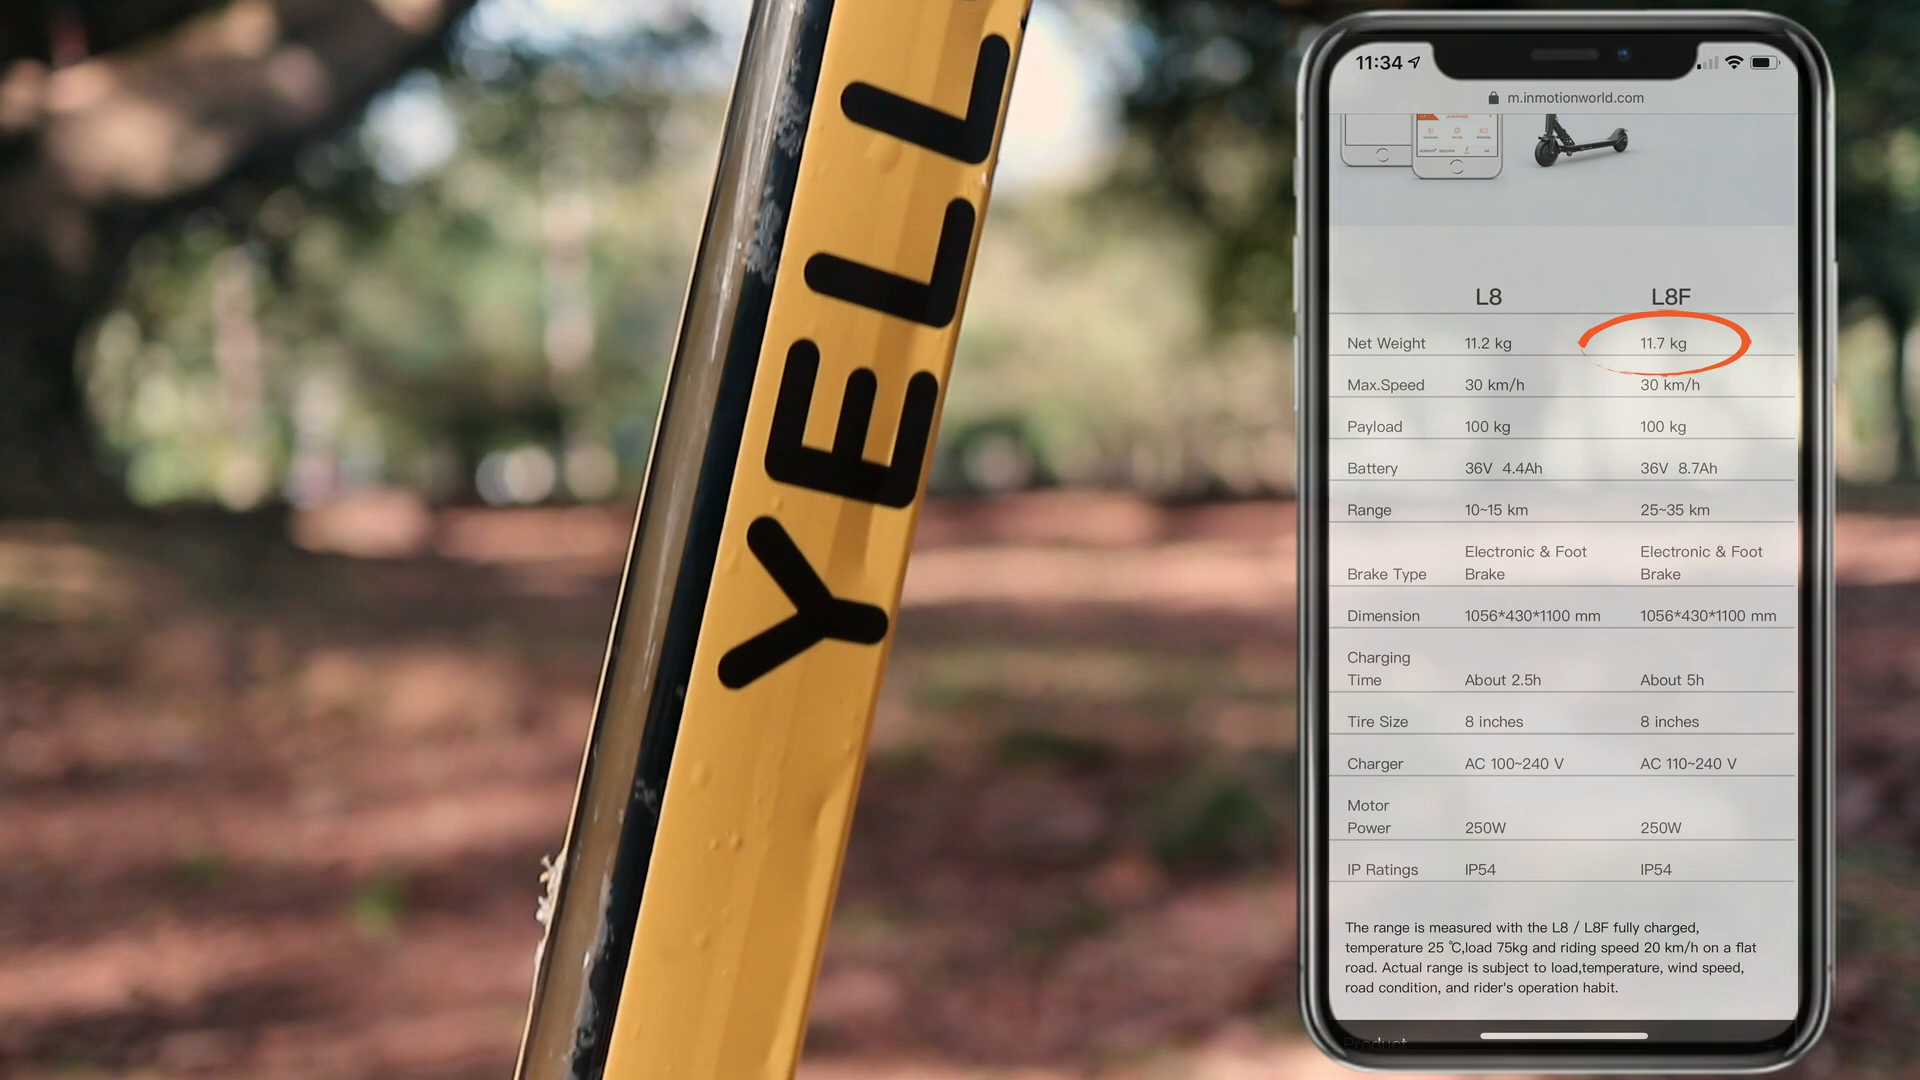 YELL
11:34
m.inmotionworld.com
L8 L8F
Net Weight 11.2 kg 11.7 kg
Max.Speed 30 km/h 30 km/h
Payload 100 kg 100 kg
Battery 36V 4.4Ah 36V 8.7Ah
Range 10~15 km 25~35 km
Electronic & Foot Electronic & Foot
Brake Type Brake Brake
Dimension 1056*430*1100 mm 1056*430*1100 mm
Charging
Time About 2.5h About 5h
Tire Size 8 inches 8 inches
Charger AC 100~240 V AC 110~240 V
Motor
Power 250W 250W
IP Ratings IP54 IP54
The range is measured with the L8 / L8F fully charged,
temperature 25 ℃,load 75kg and riding speed 20 km/h on a flat
road. Actual range is subject to load,temperature, wind speed,
road condition, and rider's operation habit.
Product